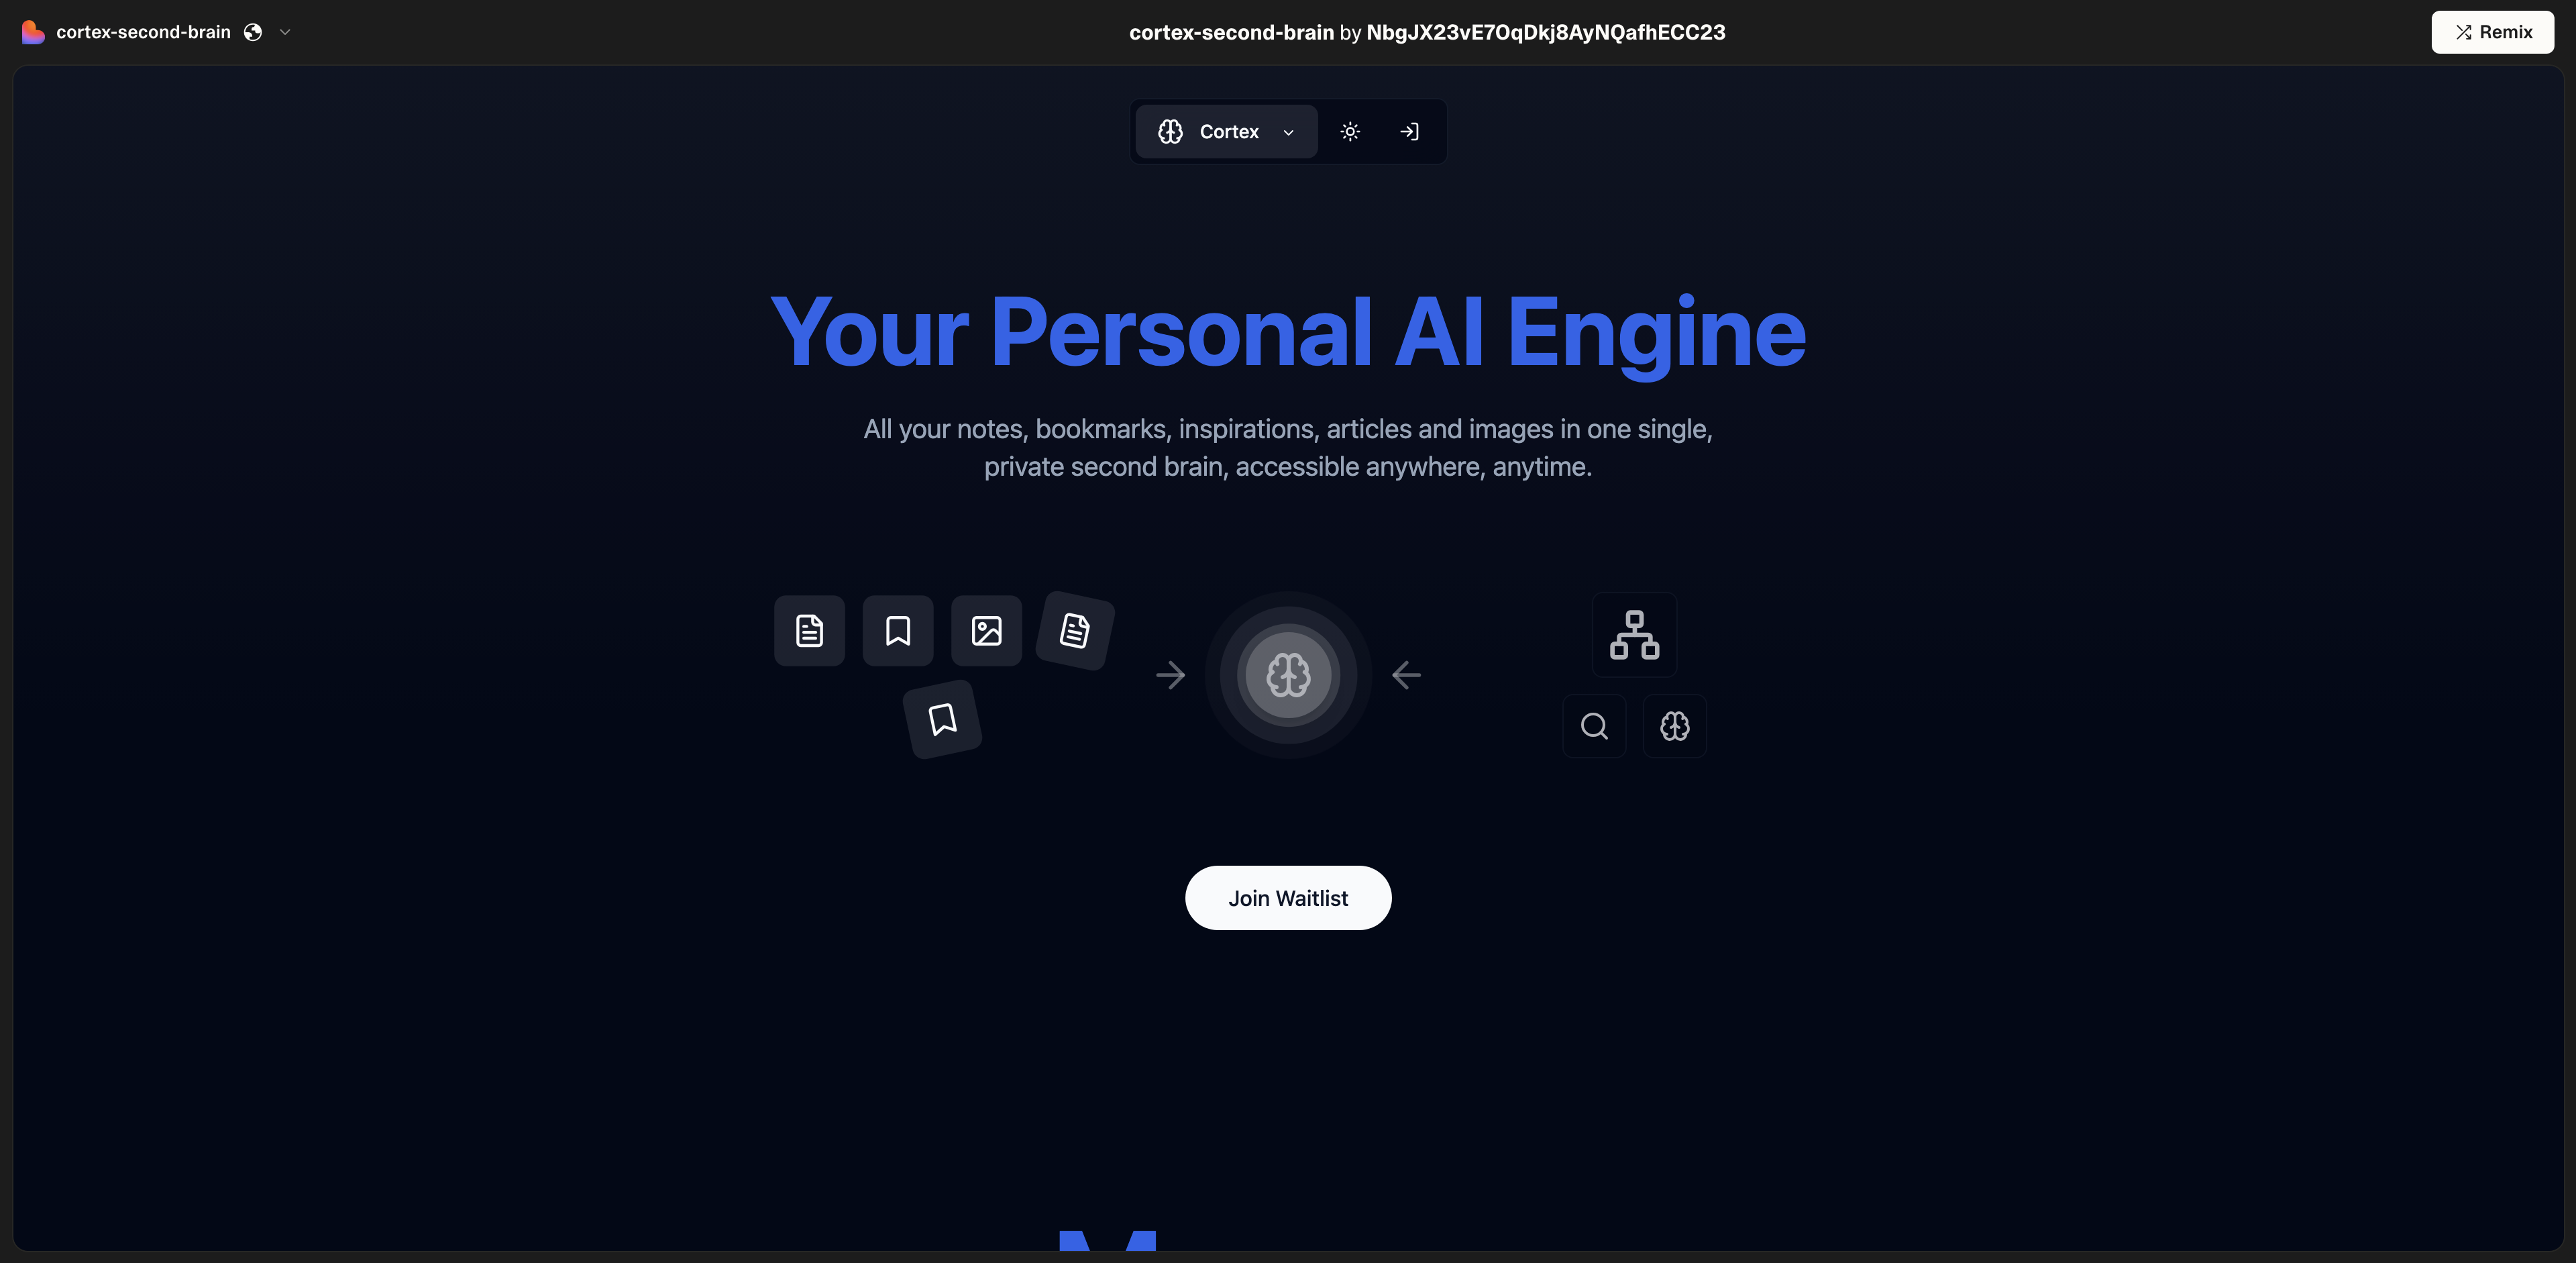 cortex-second-brain
cortex-second-brain by NbgJX23vE7OqDkj8AyNQafhECC23
Remix
Cortex
Your Personal AI Engine
All your notes, bookmarks, inspirations, articles and images in one single,
private second brain, accessible anywhere, anytime.
Join Waitlist